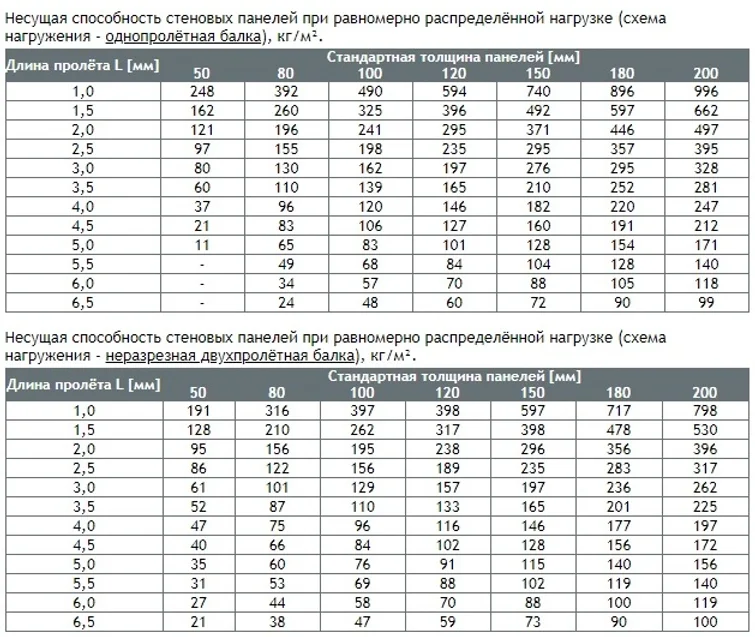 Несущая способность стеновых панелей при равномерно распределённой нагрузке (схема
нагружения - однопролётная балка), кг/м².
Длина пролёта L [мм] Стандартная толщина панелей [мм]
50 80 100 120 150 180 200
1,0 248 392 490 594 740 896 996
1,5 162 260 325 396 492 597 662
2,0 121 196 241 295 371 446 497
2,5 97 155 198 235 295 357 395
3,0 80 130 162 197 276 295 328
3,5 60 110 139 165 210 252 281
4,0 37 96 120 146 182 220 247
4,5 21 83 106 127 160 191 212
5,0 11 65 83 101 128 154 171
5,5 - 49 68 84 104 128 140
6,0 - 34 57 70 88 105 118
6,5 - 24 48 60 72 90 99
Несущая способность стеновых панелей при равномерно распределённой нагрузке (схема
нагружения - неразрезная двухпролётная балка), кг/м².
Длина пролёта L [мм] Стандартная толщина панелей [мм]
50 80 100 120 150 180 200
1,0 191 316 397 398 597 717 798
1,5 128 210 262 317 398 478 530
2,0 95 156 195 238 296 356 396
2,5 86 122 156 189 235 283 317
3,0 61 101 129 157 197 236 262
3,5 52 87 110 133 165 201 225
4,0 47 75 96 116 146 177 197
4,5 40 66 84 102 128 156 172
5,0 35 60 76 91 115 140 156
5,5 31 53 69 88 102 119 140
6,0 27 44 58 70 88 100 119
6,5 21 38 47 59 73 90 100